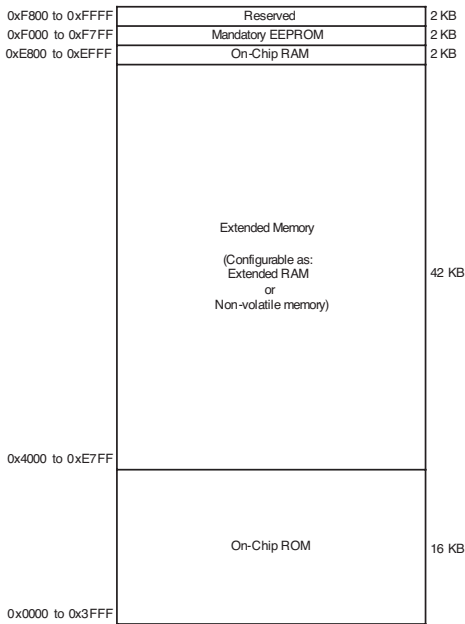 0xF800 to 0xFFFF Reserved 2 KB
0xF000 to 0xF7FF Mandatory EEPROM 2 KB
0xE800 to 0xEFFF On-Chip RAM 2 KB
Extended Memory
(Configurable as:
Extended RAM
or
Non-volatile memory)
42 KB
0x4000 to 0xE7FF
On-Chip ROM 16 KB
0x0000 to 0x3FFF